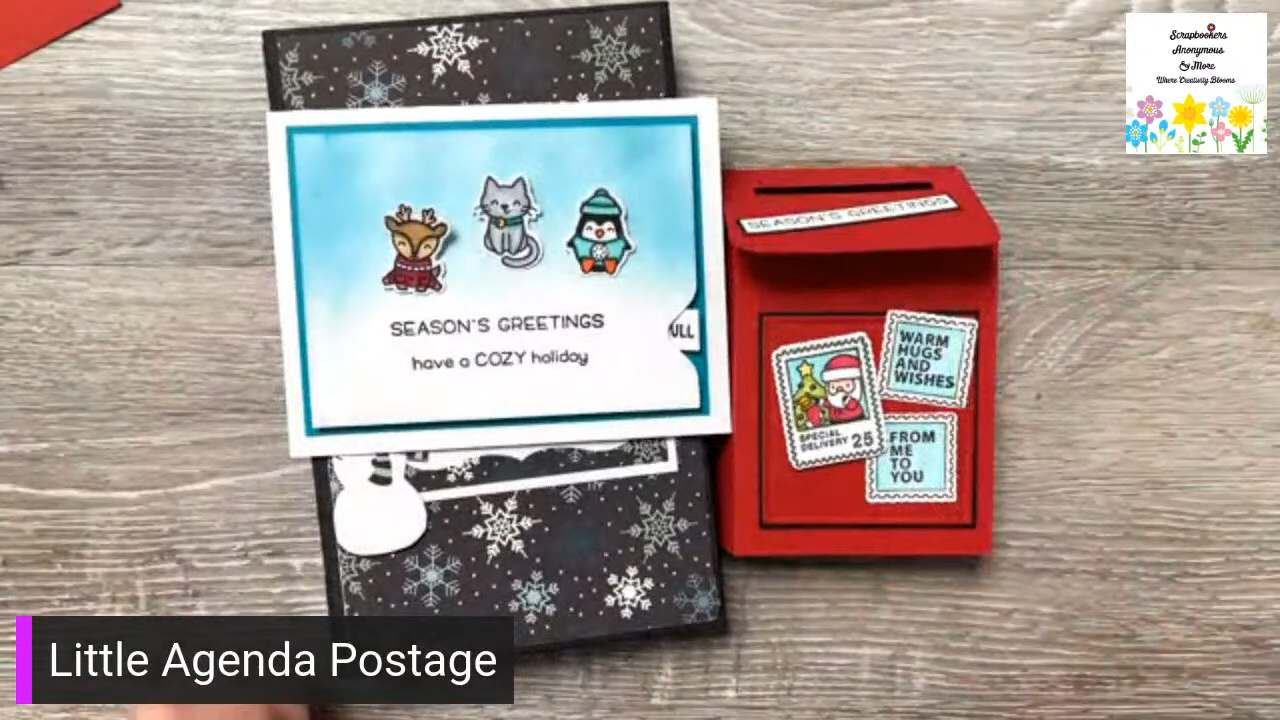 Scrapbookers
Anonymous
& More
Where Creativity Blooms
SEASON'S GREETINGS
SEASON'S GREETINGS
have a COZY holiday
ULL
WARM
HUGS
AND
WISHES
SPECIAL
DELIVERY 25
FROM
ME
TO
YOU
Little Agenda Postage